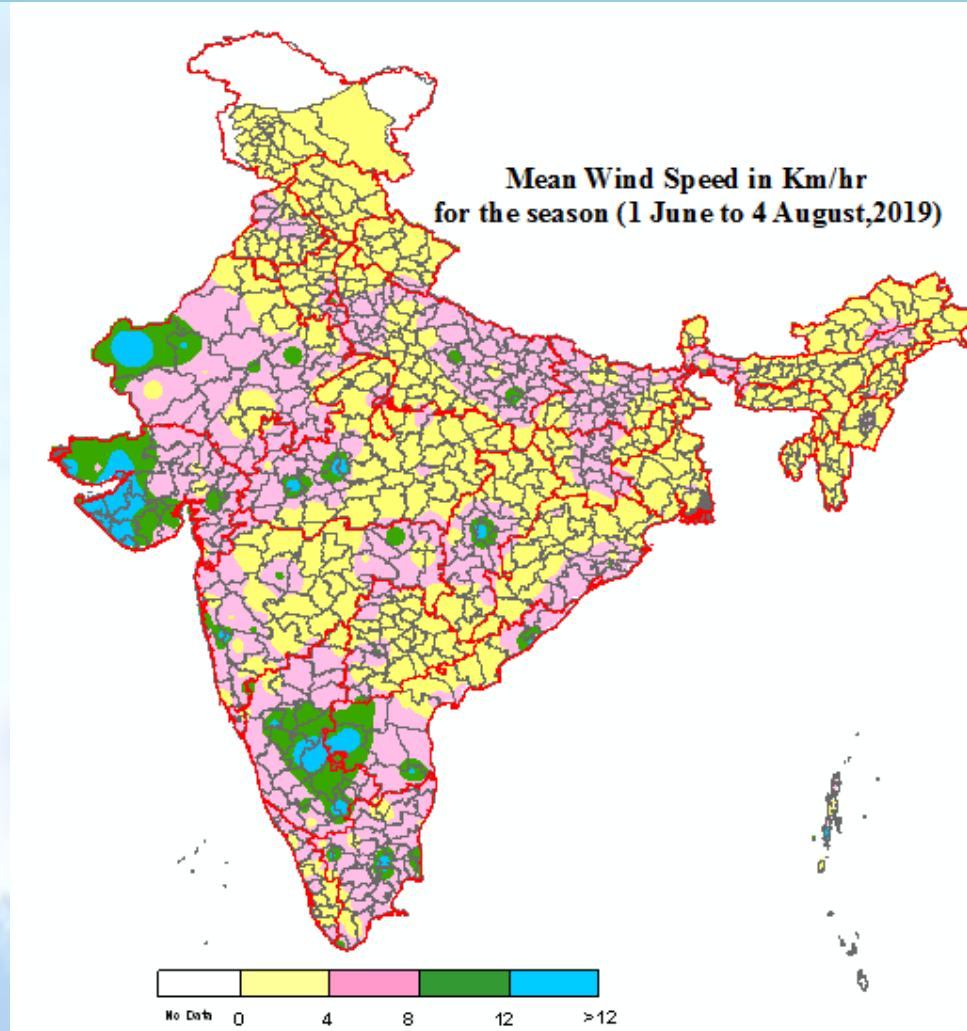 Mean Wind Speed in Km/hr
for the season (1 June to 4 August,2019)
No Data 0 4 8 12 >12